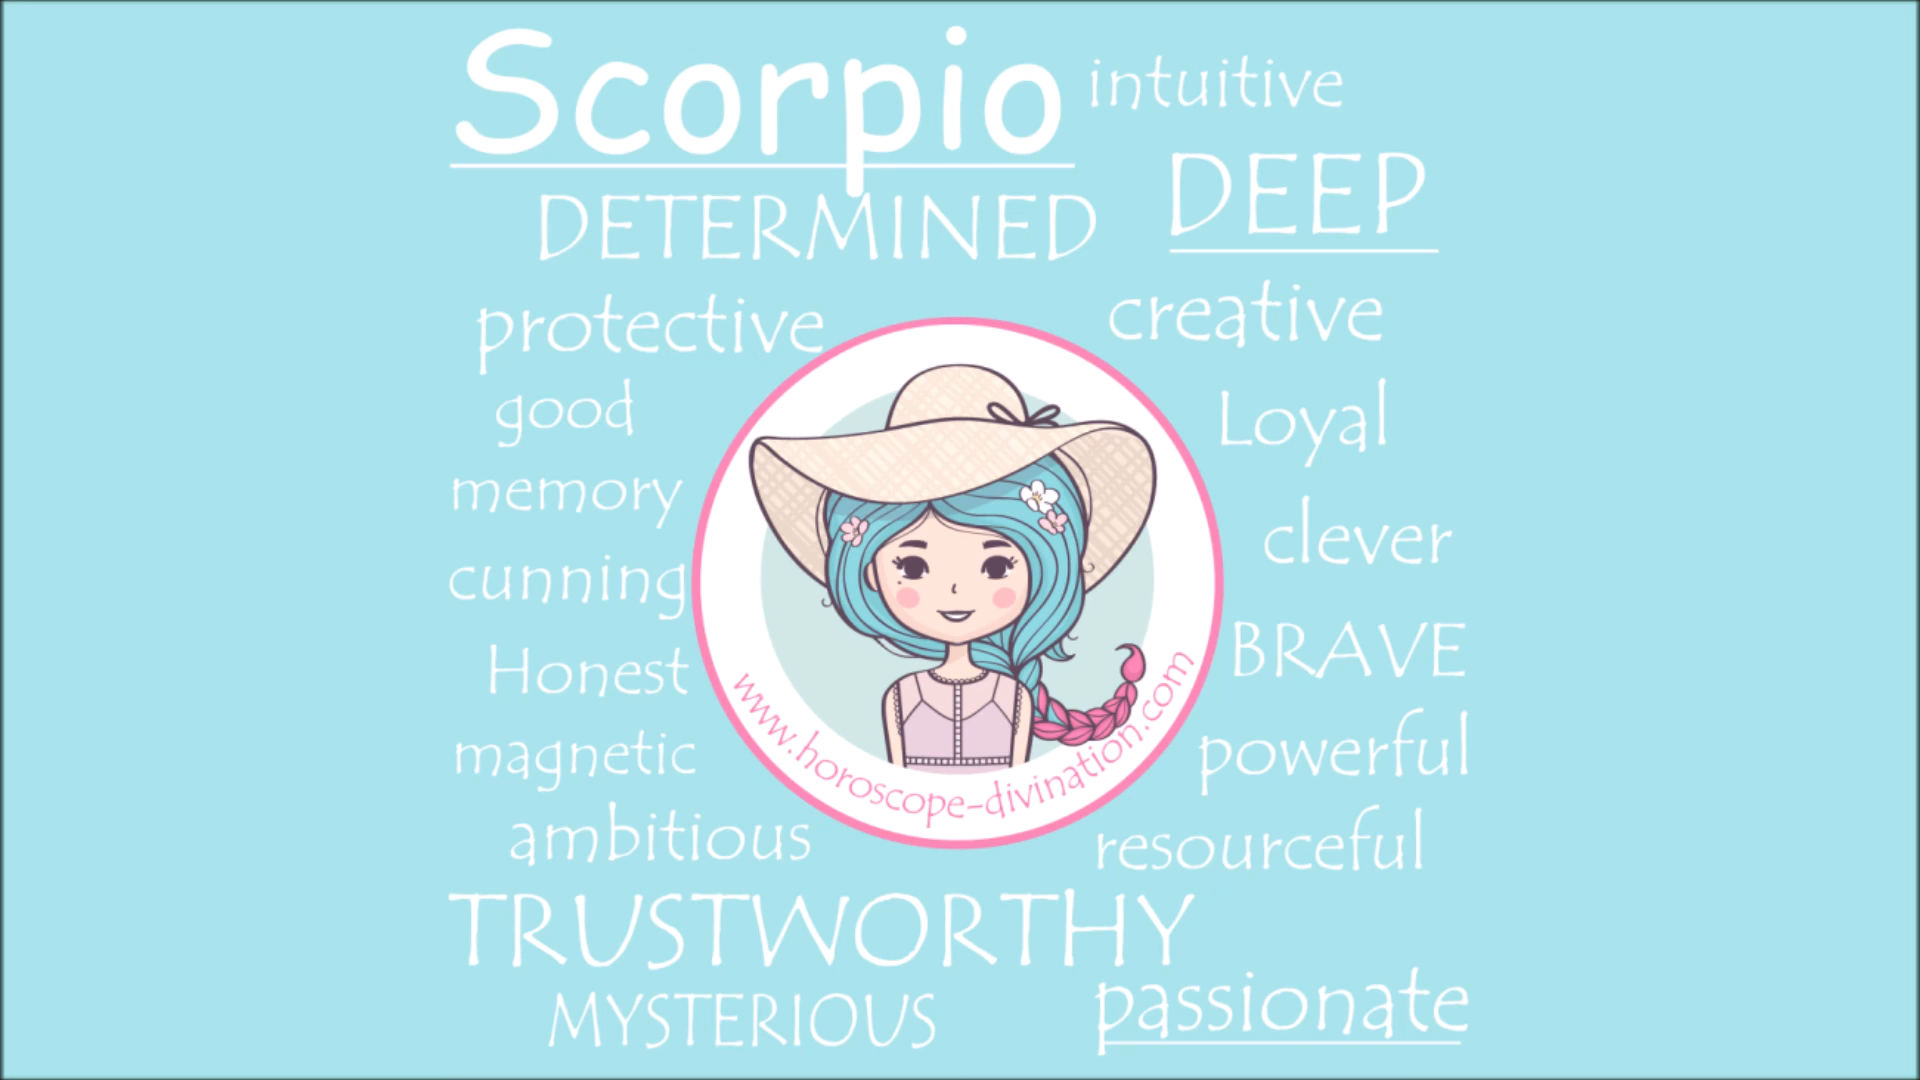 Scorpio
intuitive
DEEP
DETERMINED
protective
creative
good
memory
Loyal
cunning
clever
Honest
BRAVE
magnetic
powerful
ambitious
resourceful
www.horoscope-divination.com
TRUSTWORTHY
MYSTERIOUS
passionate